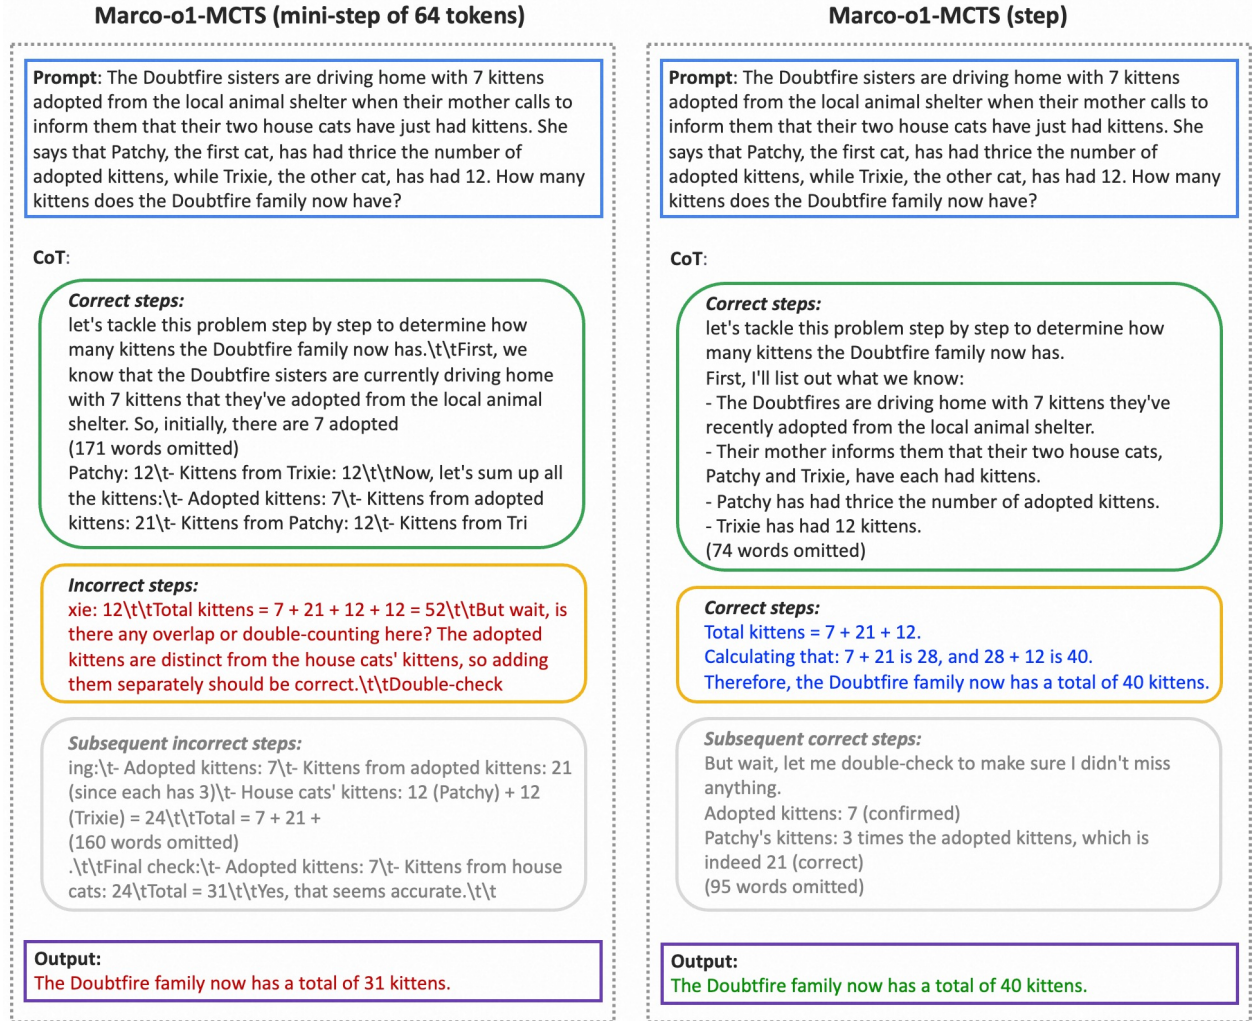 Marco-o1-MCTS (mini-step of 64 tokens)
Prompt: The Doubtfire sisters are driving home with 7 kittens
adopted from the local animal shelter when their mother calls to
inform them that their two house cats have just had kittens. She
says that Patchy, the first cat, has had thrice the number of
adopted kittens, while Trixie, the other cat, has had 12. How many
kittens does the Doubtfire family now have?
CoT:
Correct steps:
let's tackle this problem step by step to determine how
many kittens the Doubtfire family now has.\t\tFirst, we
know that the Doubtfire sisters are currently driving home
with 7 kittens that they've adopted from the local animal
shelter. So, initially, there are 7 adopted
(171 words omitted)
Patchy: 12\t- Kittens from Trixie: 12\t\tNow, let's sum up all
the kittens:\t- Adopted kittens: 7\t- Kittens from adopted
kittens: 21\t- Kittens from Patchy: 12\t- Kittens from Tri
Incorrect steps:
xie: 12\t\tTotal kittens = 7 + 21 + 12 + 12 = 52\t\tBut wait, is
there any overlap or double-counting here? The adopted
kittens are distinct from the house cats' kittens, so adding
them separately should be correct.\t\tDouble-check
Subsequent incorrect steps:
ing:\t- Adopted kittens: 7\t- Kittens from adopted kittens: 21
(since each has 3)\t- House cats' kittens: 12 (Patchy) + 12
(Trixie) = 24\t\tTotal = 7 + 21 +
(160 words omitted)
.\t\tFinal check:\t- Adopted kittens: 7\t- Kittens from house
cats: 24\tTotal = 31\t\tYes, that seems accurate.\t\t
Output:
The Doubtfire family now has a total of 31 kittens.
Marco-o1-MCTS (step)
Prompt: The Doubtfire sisters are driving home with 7 kittens
adopted from the local animal shelter when their mother calls to
inform them that their two house cats have just had kittens. She
says that Patchy, the first cat, has had thrice the number of
adopted kittens, while Trixie, the other cat, has had 12. How many
kittens does the Doubtfire family now have?
CoT:
Correct steps:
let's tackle this problem step by step to determine how
many kittens the Doubtfire family now has.
First, I'll list out what we know:
- The Doubtfires are driving home with 7 kittens they've
recently adopted from the local animal shelter.
- Their mother informs them that their two house cats,
Patchy and Trixie, have each had kittens.
- Patchy has had thrice the number of adopted kittens.
- Trixie has had 12 kittens.
(74 words omitted)
Correct steps:
Total kittens = 7 + 21 + 12.
Calculating that: 7 + 21 is 28, and 28 + 12 is 40.
Therefore, the Doubtfire family now has a total of 40 kittens.
Subsequent correct steps:
But wait, let me double-check to make sure I didn't miss
anything.
Adopted kittens: 7 (confirmed)
Patchy's kittens: 3 times the adopted kittens, which is
indeed 21 (correct)
(95 words omitted)
Output:
The Doubtfire family now has a total of 40 kittens.